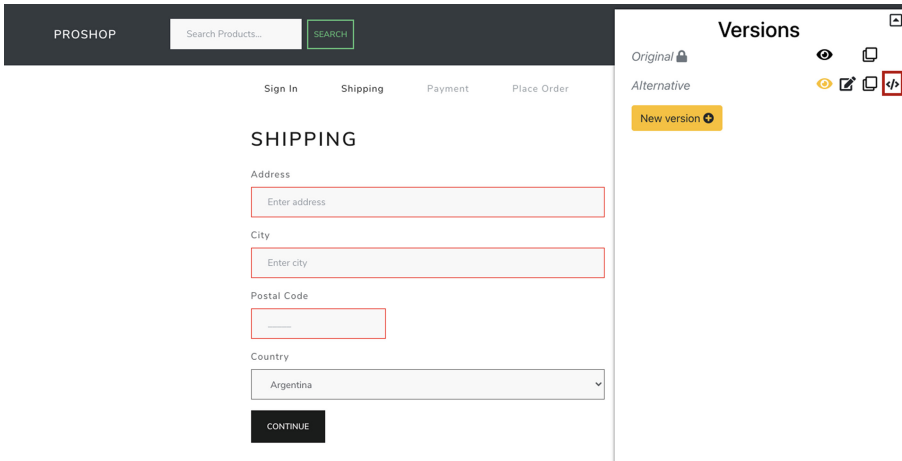 PROSHOP
Search Products...
SEARCH
Sign In
Shipping
Payment
Place Order
SHIPPING
Address
Enter address
City
Enter city
Postal Code
_____
Country
Argentina
CONTINUE
Versions
Original
Alternative
</>
New version